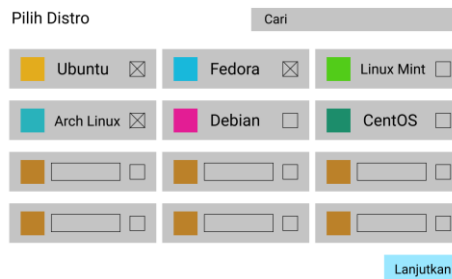 Pilih Distro
Cari
Ubuntu
Fedora
Linux Mint
Arch Linux
Debian
CentOS
Lanjutkan